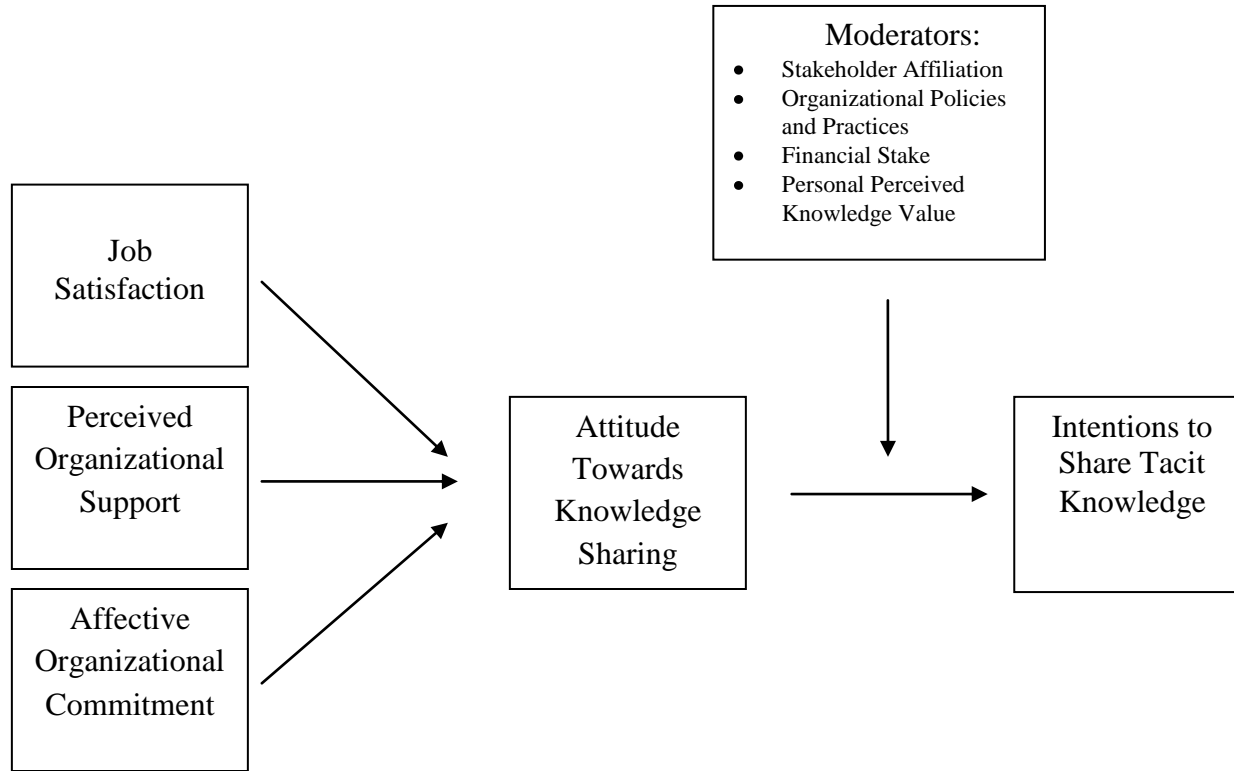 Moderators:
• Stakeholder Affiliation
• Organizational Policies
and Practices
• Financial Stake
• Personal Perceived
Knowledge Value
Job
Satisfaction
Perceived
Organizational
Support
Affective
Organizational
Commitment
Attitude
Towards
Knowledge
Sharing
Intentions to
Share Tacit
Knowledge